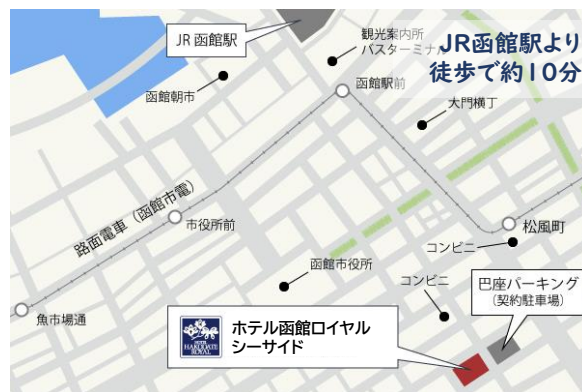 JR函館駅より
徒歩で約10分
JR 函館駅
観光案内所
バスターミナル
函館朝市
函館駅前
大門横丁
路面電車（函館市電）
市役所前
松風町
コンビニ
函館市役所
コンビニ
巴座パーキング
（契約駐車場）
魚市場通
HOTEL
HAKODATE
ROYAL
ホテル函館ロイヤル
シーサイド